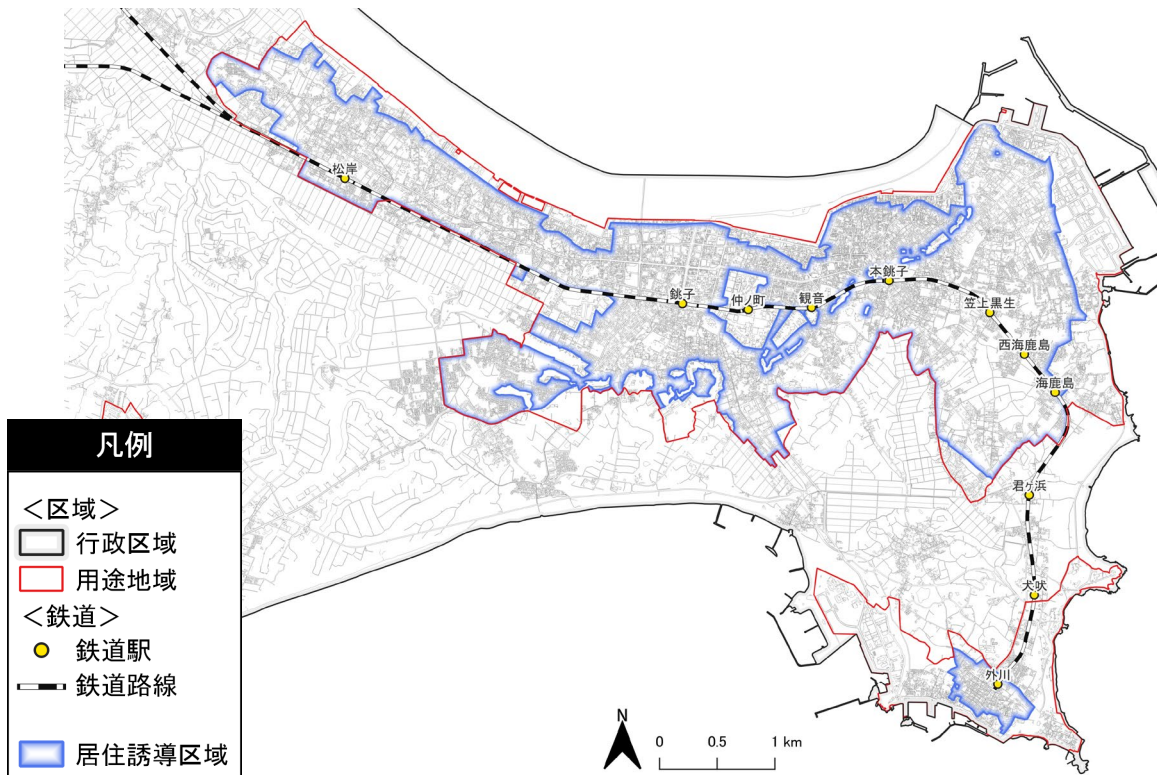 松岸
銚子
仲ノ町
観音
本銚子
笠上黒生
西海鹿島
海鹿島
君ヶ浜
犬吠
外川
凡例
＜区域＞
行政区域
用途地域
＜鉄道＞
鉄道駅
鉄道路線
居住誘導区域
N
0 0.5 1 km